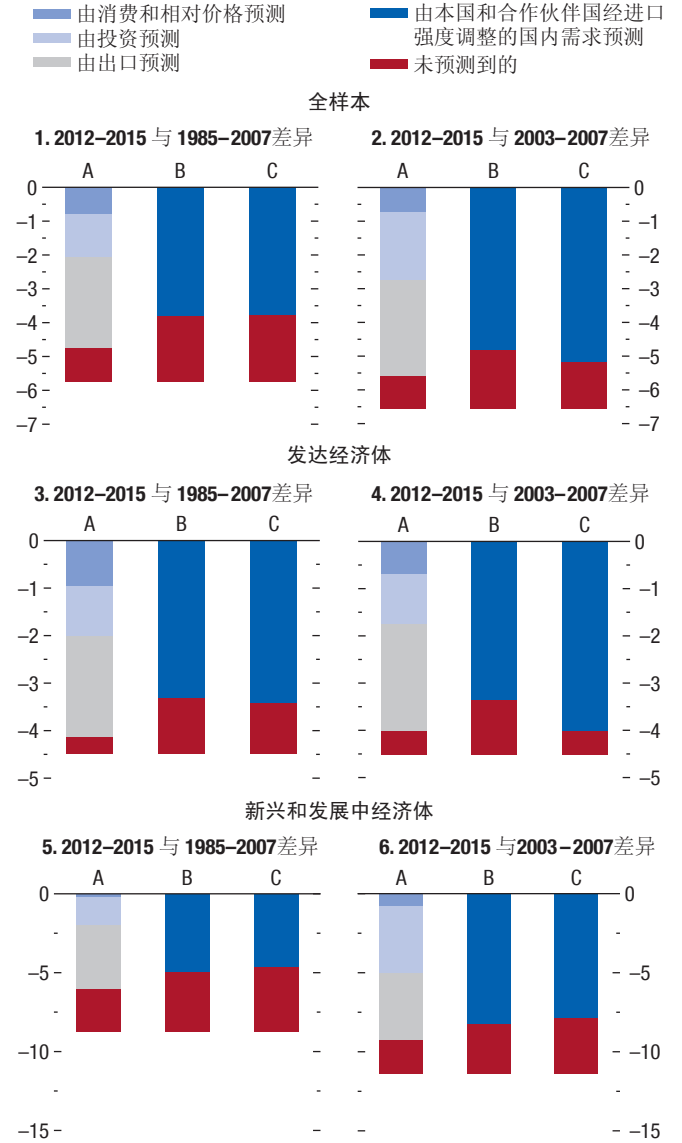 由消费和相对价格预测
由投资预测
由出口预测
由本国和合作伙伴国经进口
强度调整的国内需求预测
未预测到的
全样本
1. 2012–2015 与 1985–2007差异
A B C
0
–1
–2
–3
–4
–5
–6
–7
2. 2012–2015 与 2003–2007差异
A B C
0
–1
–2
–3
–4
–5
–6
–7
发达经济体
3. 2012–2015 与 1985–2007差异
A B C
0
–1
–2
–3
–4
–5
4. 2012–2015 与 2003–2007差异
A B C
0
–1
–2
–3
–4
–5
新兴和发展中经济体
5. 2012–2015 与 1985–2007差异
A B C
0
–5
–10
–15
6. 2012–2015 与2003–2007差异
A B C
0
–5
–10
–15